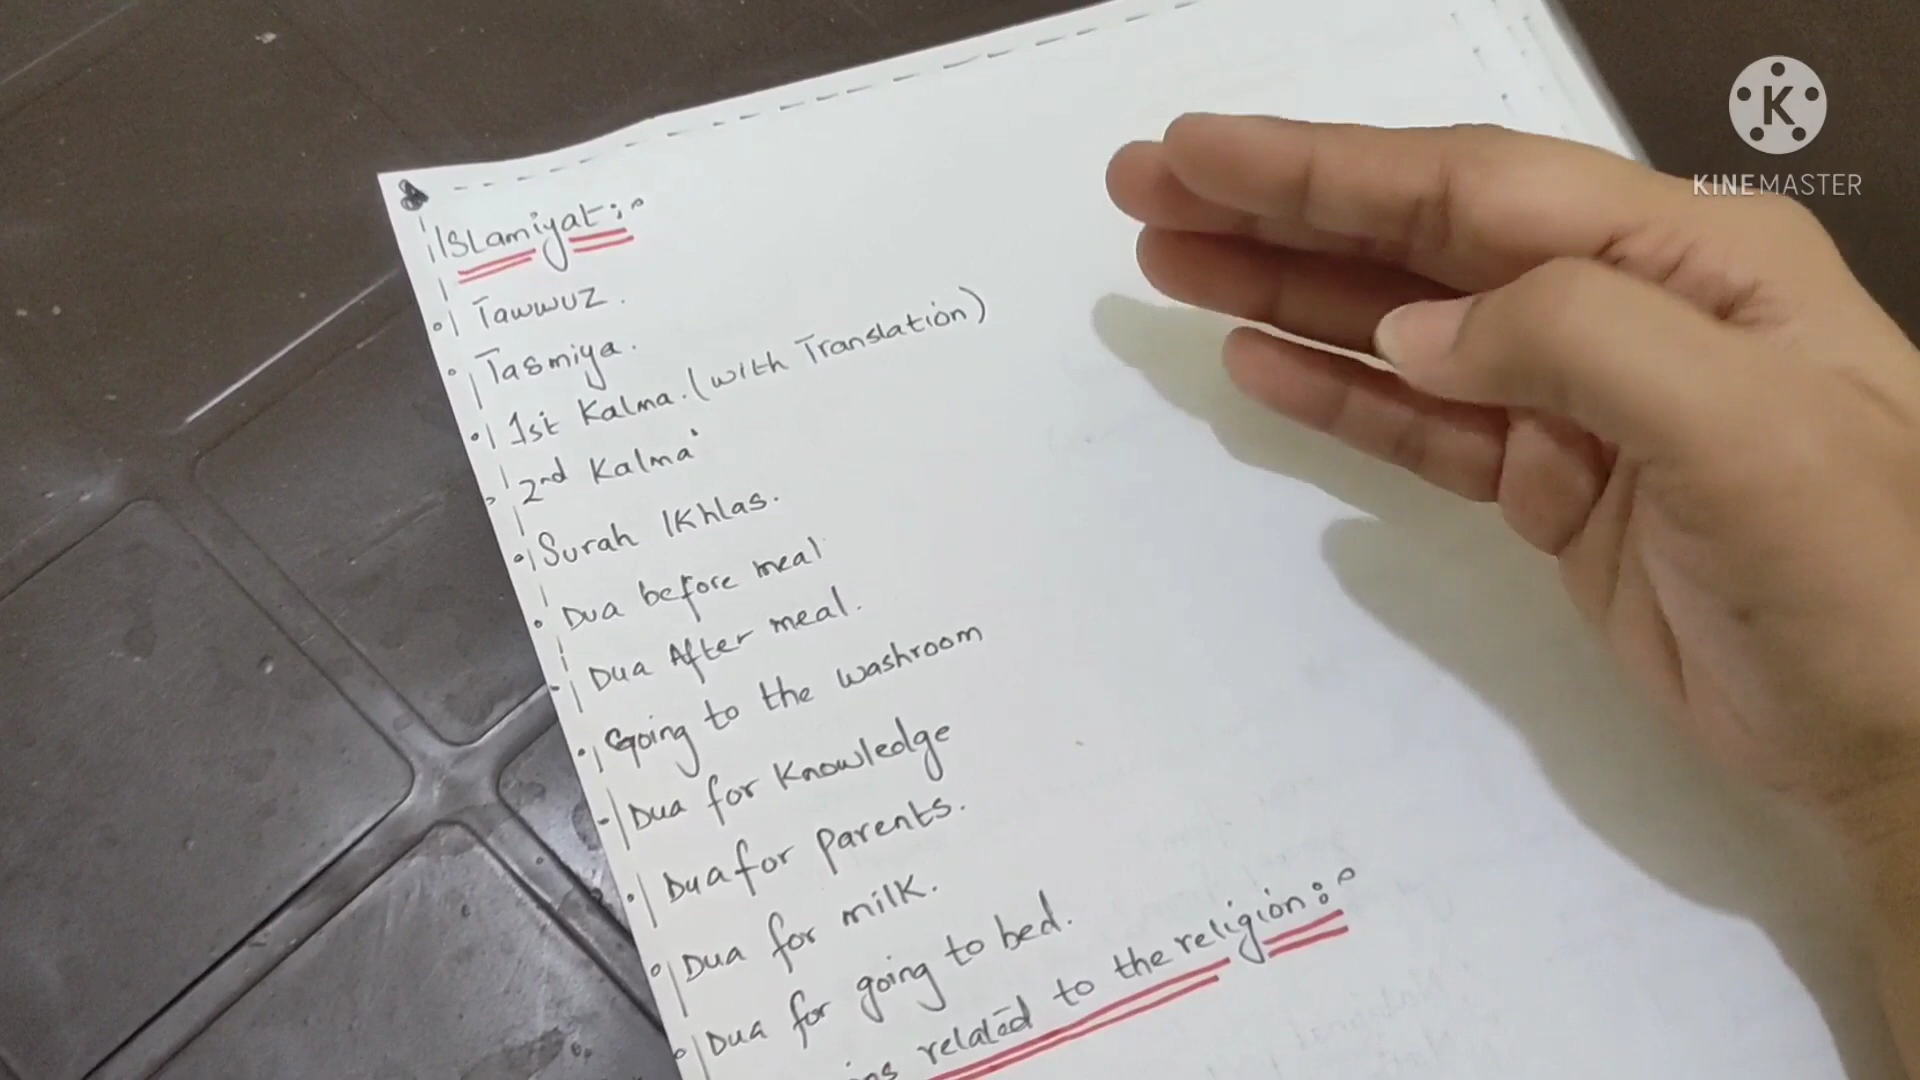 Islamiyat:
Tawwuz.
Tasmiya.
1st Kalma. (with Translation)
2nd Kalma
Surah Ikhlas.
Dua before meal
Dua After meal.
Going to the washroom
Dua for Knowledge
Dua for parents.
Dua for milk.
Dua for going to bed.
related to the religion:
K
KINEMASTER